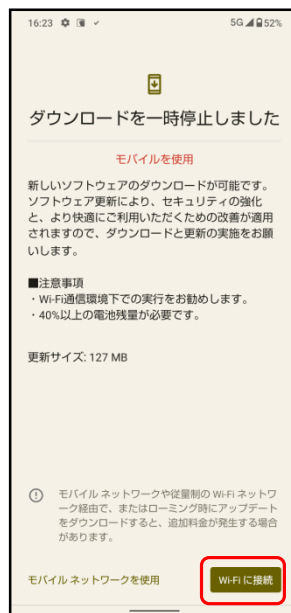 16:23 5G 52%
ダウンロードを一時停止しました
モバイルを使用
新しいソフトウェアのダウンロードが可能です。
ソフトウェア更新により、セキュリティの強化
と、より快適にご利用いただくための改善が適用
されますので、ダウンロードと更新の実施をお願
いします。
■注意事項
・Wi-Fi通信環境下での実行をお勧めします。
・40%以上の電池残量が必要です。
更新サイズ: 127 MB
モバイル ネットワークや従量制の Wi-Fi ネットワ
ーク経由で、またはローミング時にアップデート
をダウンロードすると、追加料金が発生する場合
があります。
モバイル ネットワークを使用 Wi-Fi に接続